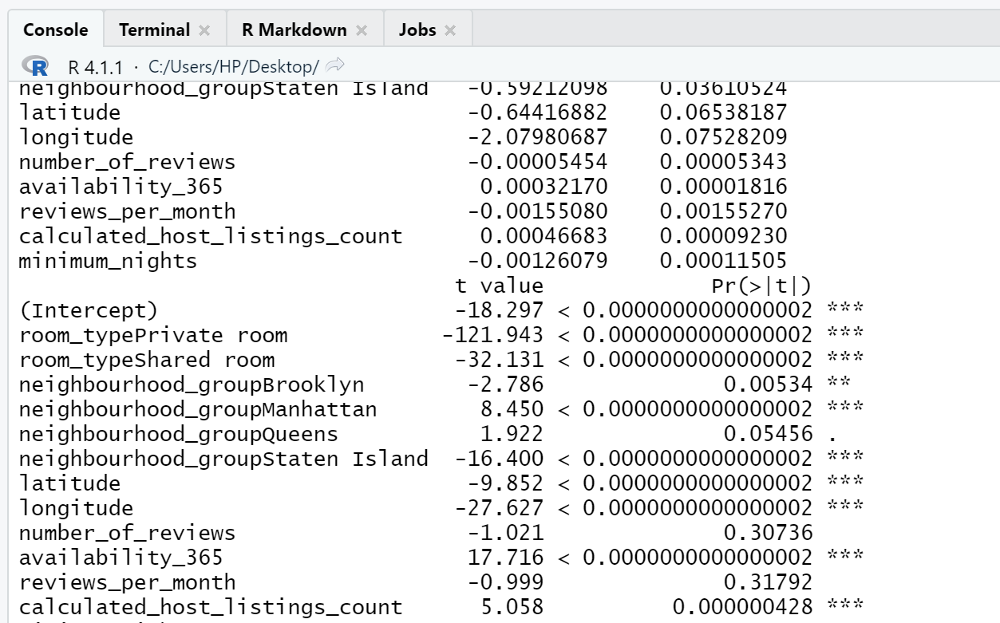 Console Terminal R Markdown Jobs
R R 4.1.1 · C:/Users/HP/Desktop/
neighbourhood_groupStaten Island -0.59212098 0.03610524
latitude -0.64416882 0.06538187
longitude -2.07980687 0.07528209
number_of_reviews -0.00005454 0.00005343
availability_365 0.00032170 0.00001816
reviews_per_month -0.00155080 0.00155270
calculated_host_listings_count 0.00046683 0.00009230
minimum_nights -0.00126079 0.00011505
t value Pr(>|t|)
(Intercept) -18.297 < 0.0000000000000002 ***
room_typePrivate room -121.943 < 0.0000000000000002 ***
room_typeShared room -32.131 < 0.0000000000000002 ***
neighbourhood_groupBrooklyn -2.786 0.00534 **
neighbourhood_groupManhattan 8.450 < 0.0000000000000002 ***
neighbourhood_groupQueens 1.922 0.05456 .
neighbourhood_groupStaten Island -16.400 < 0.0000000000000002 ***
latitude -9.852 < 0.0000000000000002 ***
longitude -27.627 < 0.0000000000000002 ***
number_of_reviews -1.021 0.30736
availability_365 17.716 < 0.0000000000000002 ***
reviews_per_month -0.999 0.31792
calculated_host_listings_count 5.058 0.000000428 ***